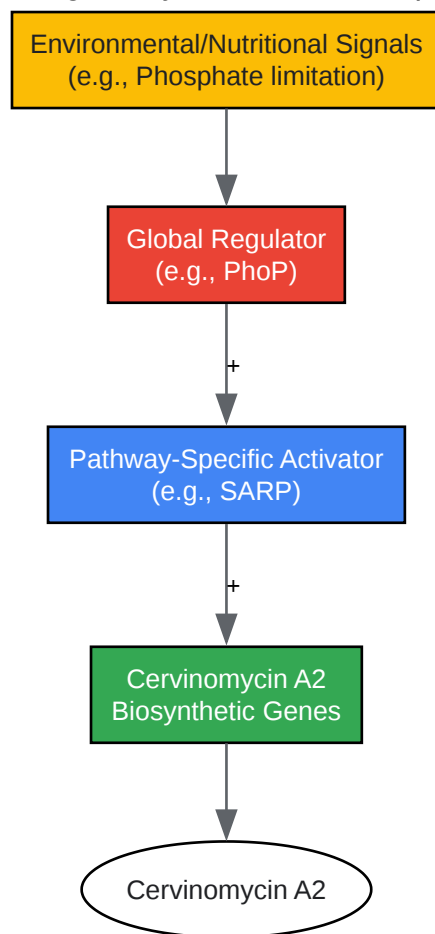 Environmental/Nutritional Signals
(e.g., Phosphate limitation)
Global Regulator
(e.g., PhoP)
+
Pathway-Specific Activator
(e.g., SARP)
+
Cervinomycin A2
Biosynthetic Genes
Cervinomycin A2